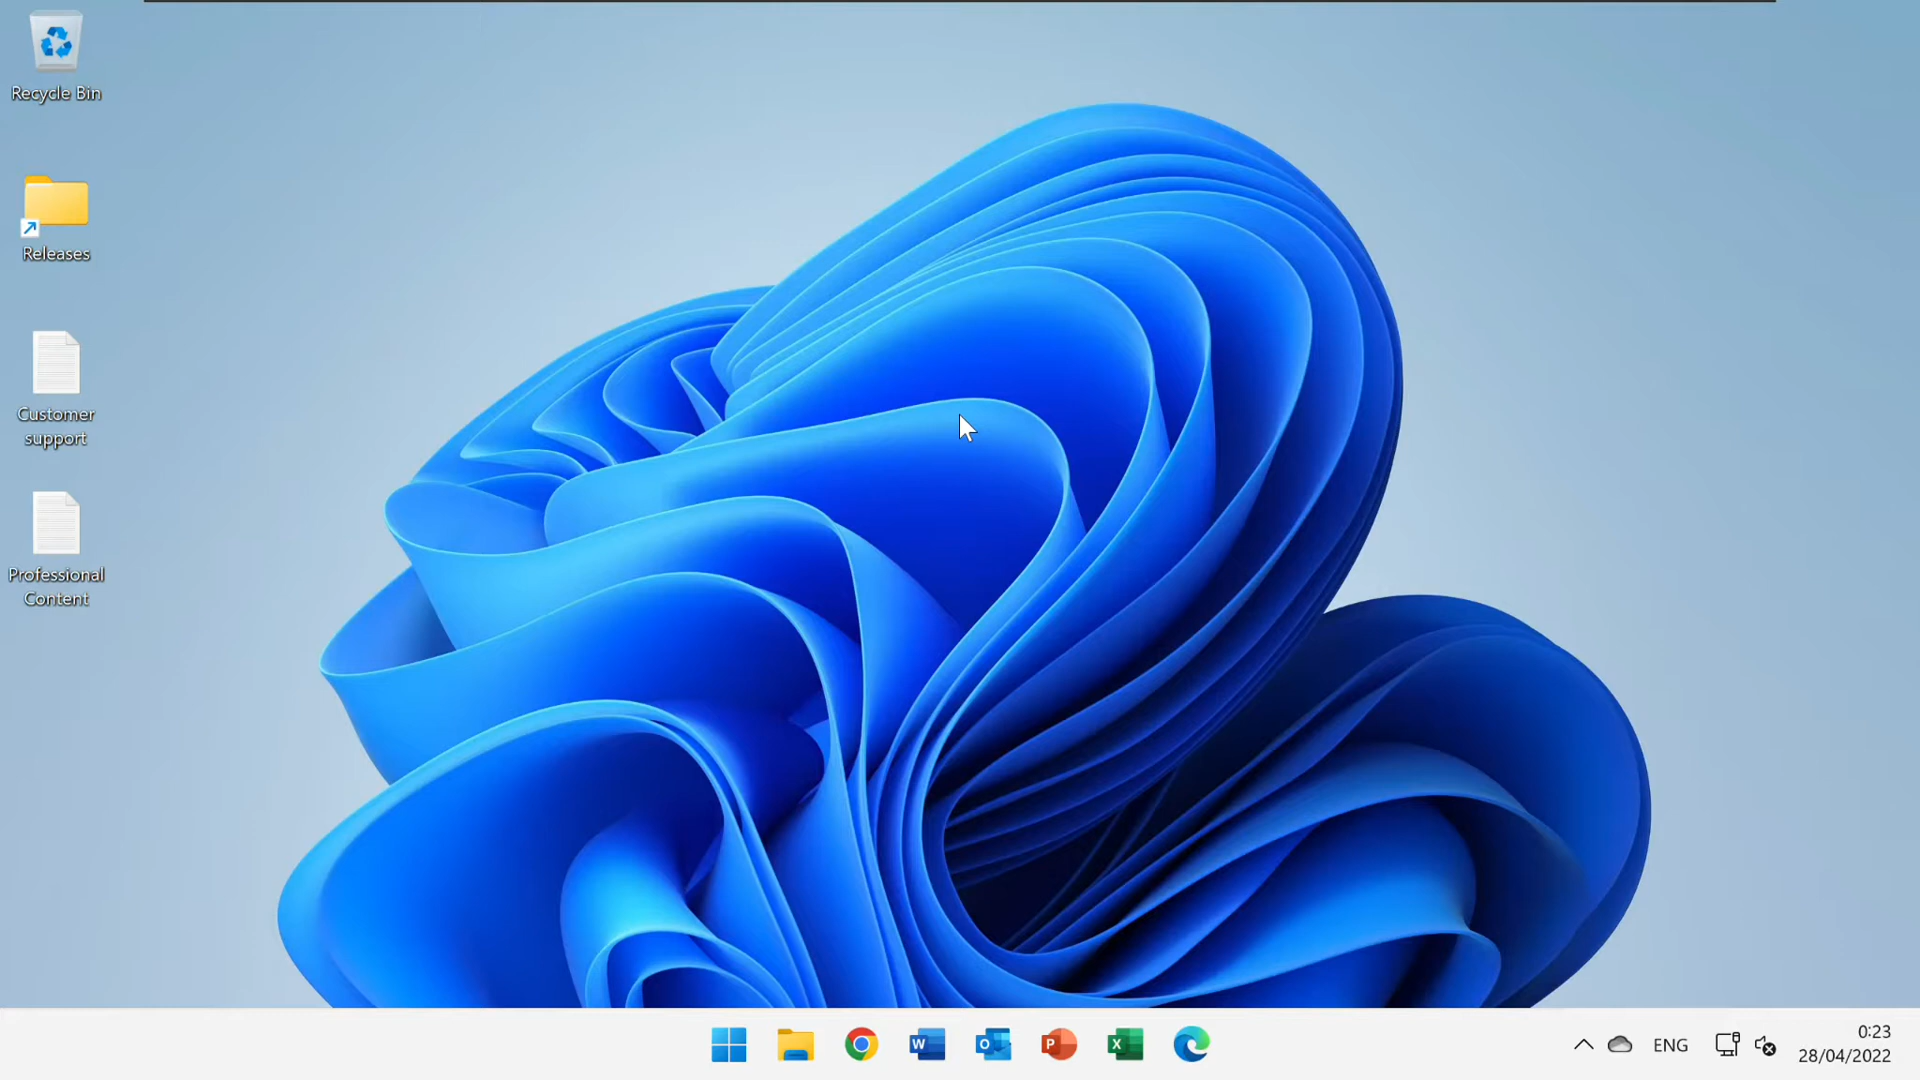 Recycle Bin
Releases
Customer
support
Professional
Content
W
O
P
X
ENG
0:23
28/04/2022